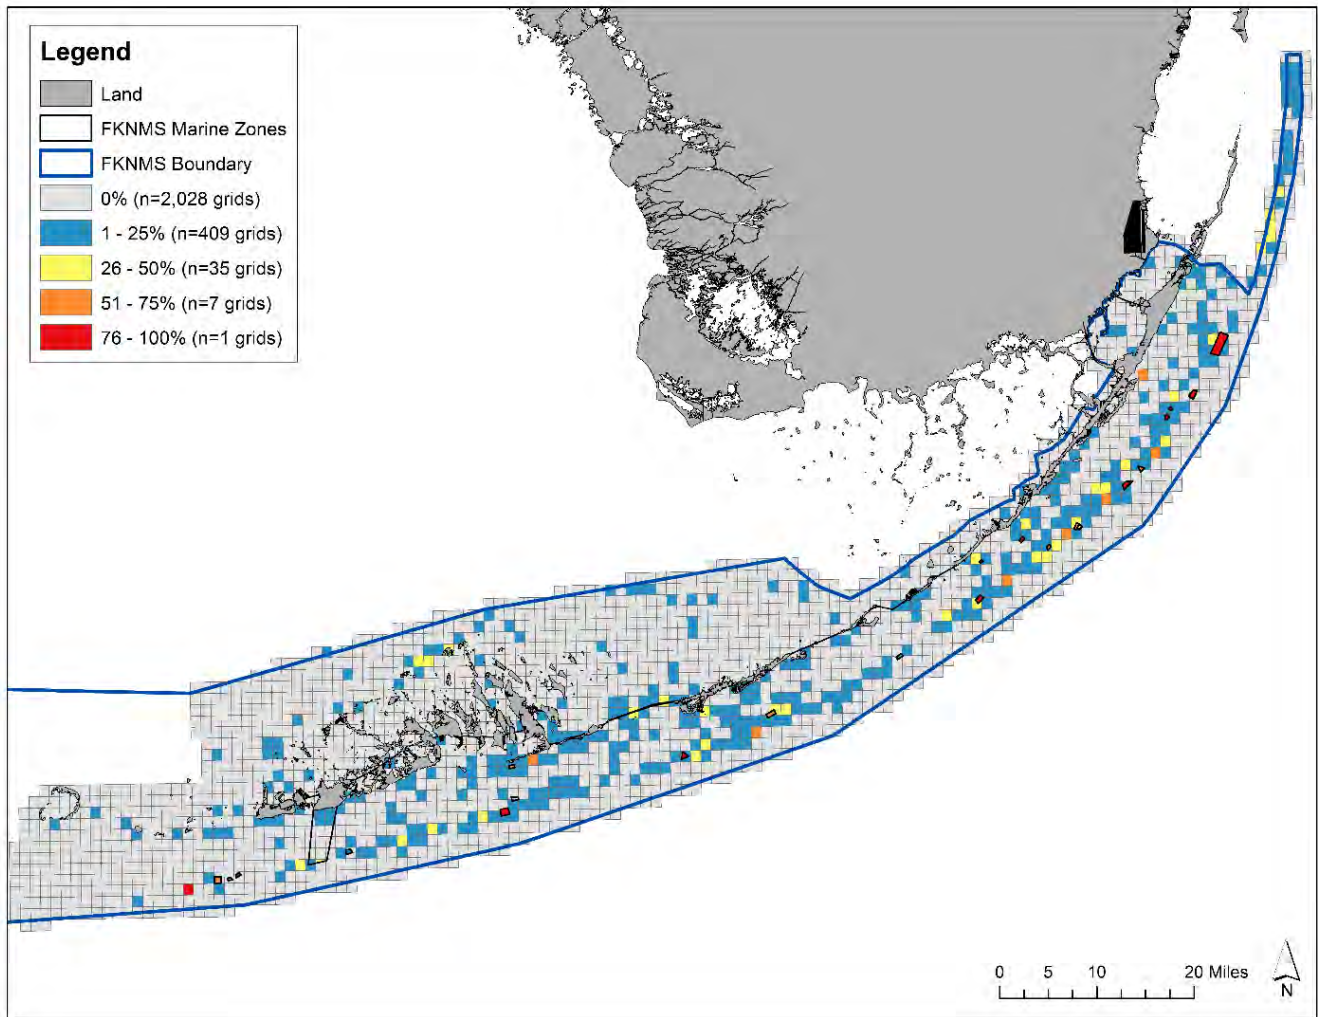 Legend
Land
FKNMS Marine Zones
FKNMS Boundary
0% (n=2,028 grids)
1 - 25% (n=409 grids)
26 - 50% (n=35 grids)
51 - 75% (n=7 grids)
76 - 100% (n=1 grids)
0 5 10 20 Miles
N